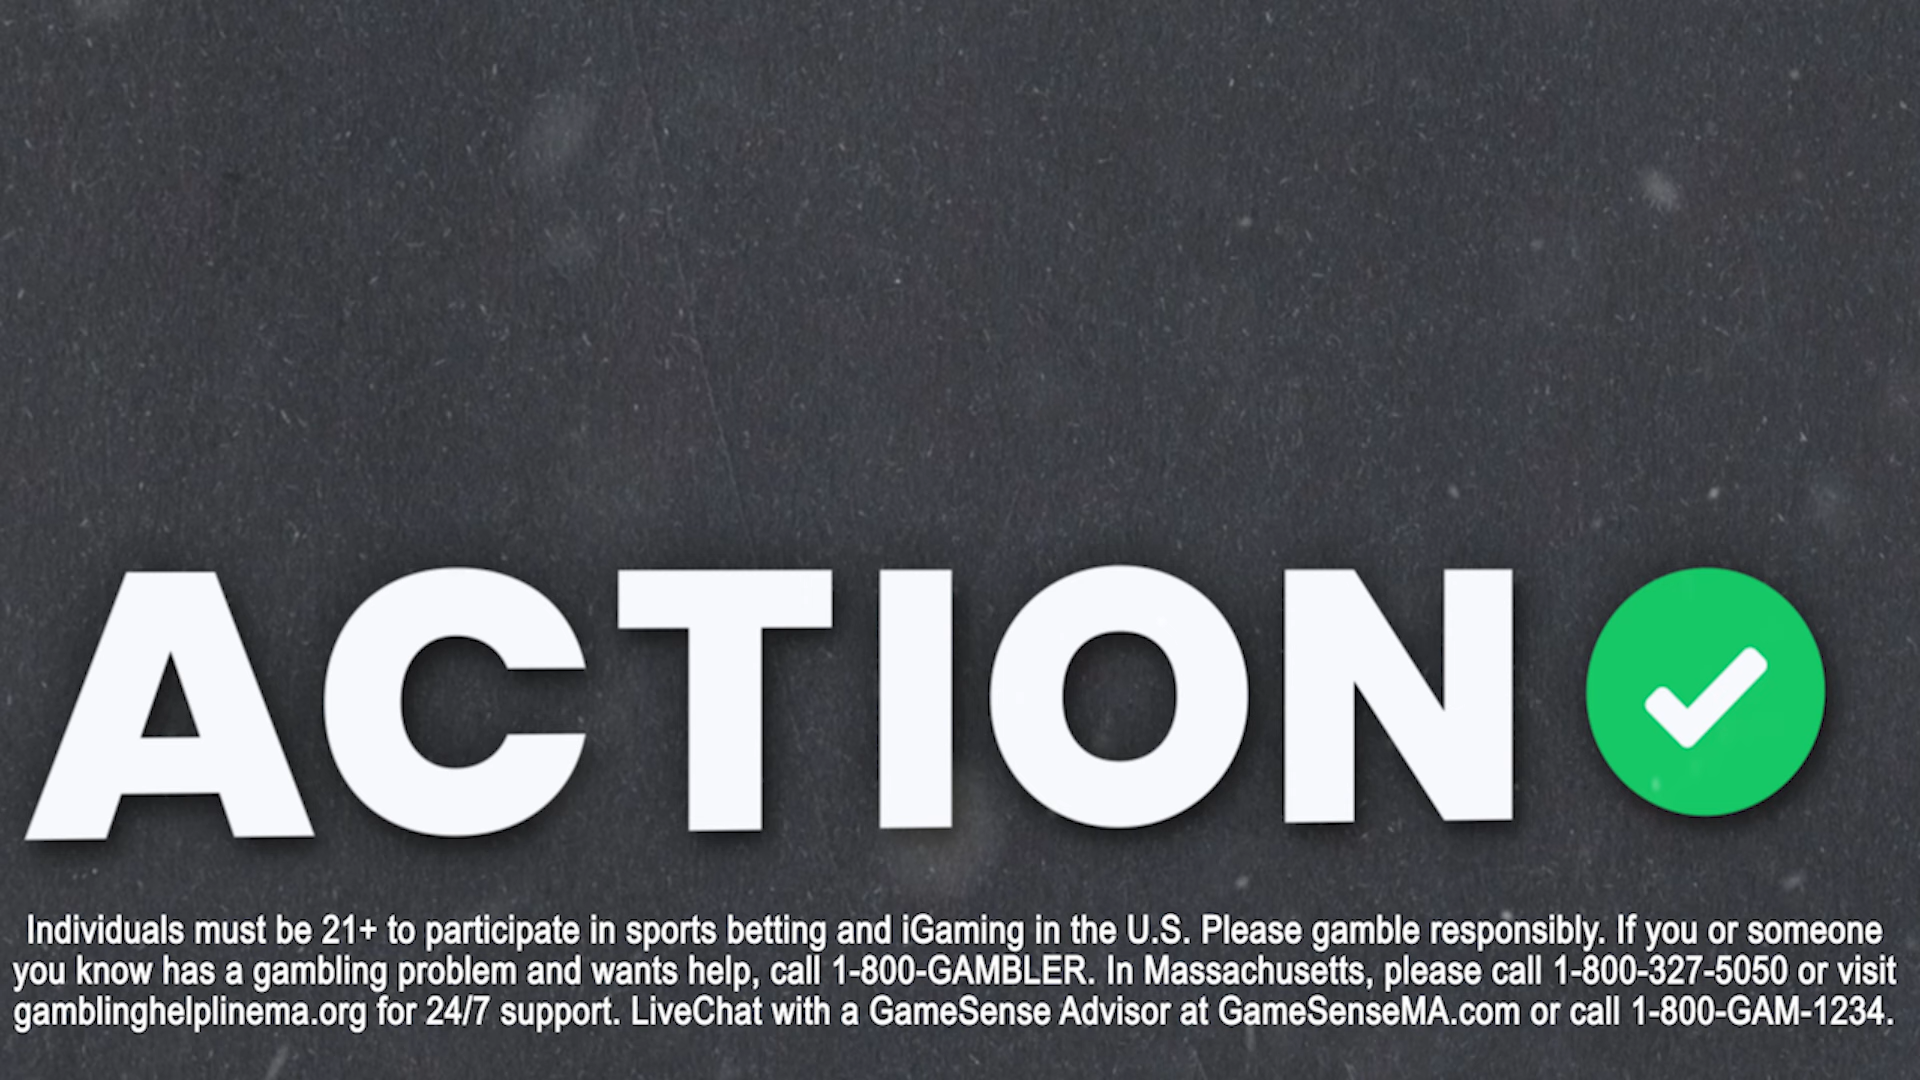 ACTION
Individuals must be 21+ to participate in sports betting and iGaming in the U.S. Please gamble responsibly. If you or someone
you know has a gambling problem and wants help, call 1-800-GAMBLER. In Massachusetts, please call 1-800-327-5050 or visit
gamblinghelplinema.org for 24/7 support. LiveChat with a GameSense Advisor at GameSenseMA.com or call 1-800-GAM-1234.